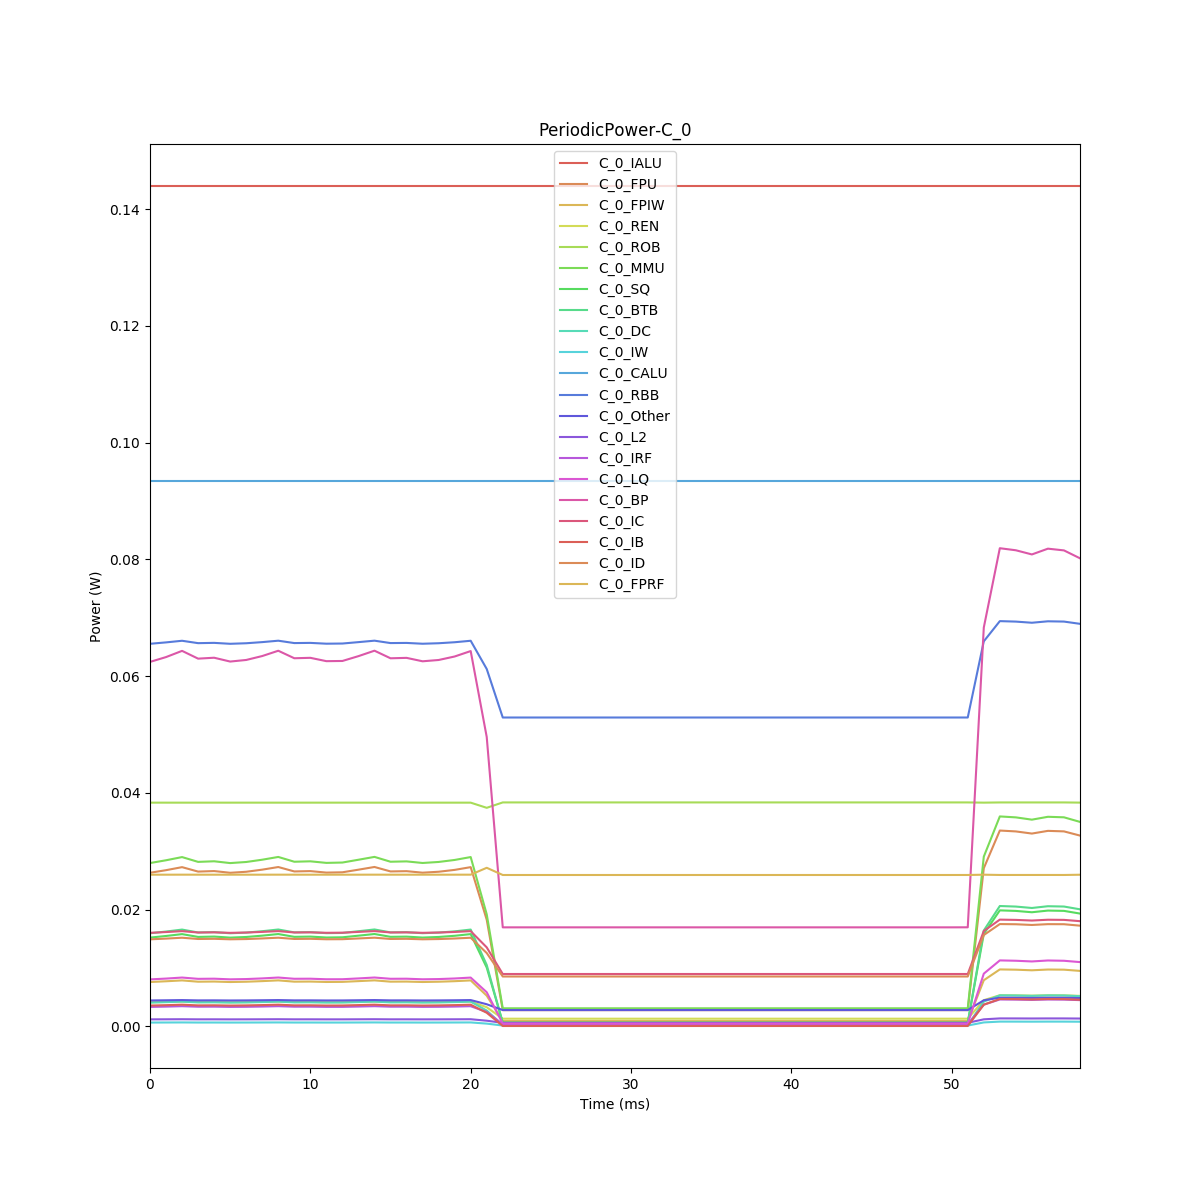 PeriodicPower-C_0
C_0_IALU
C_0_FPU
C_0_FPIW
C_0_REN
C_0_ROB
C_0_MMU
C_0_SQ
C_0_BTB
C_0_DC
C_0_IW
C_0_CALU
C_0_RBB
C_0_Other
C_0_L2
C_0_IRF
C_0_LQ
C_0_BP
C_0_IC
C_0_IB
C_0_ID
C_0_FPRF
0.14
0.12
0.10
0.08
0.06
0.04
0.02
0.00
Power (W)
0 10 20 30 40 50
Time (ms)